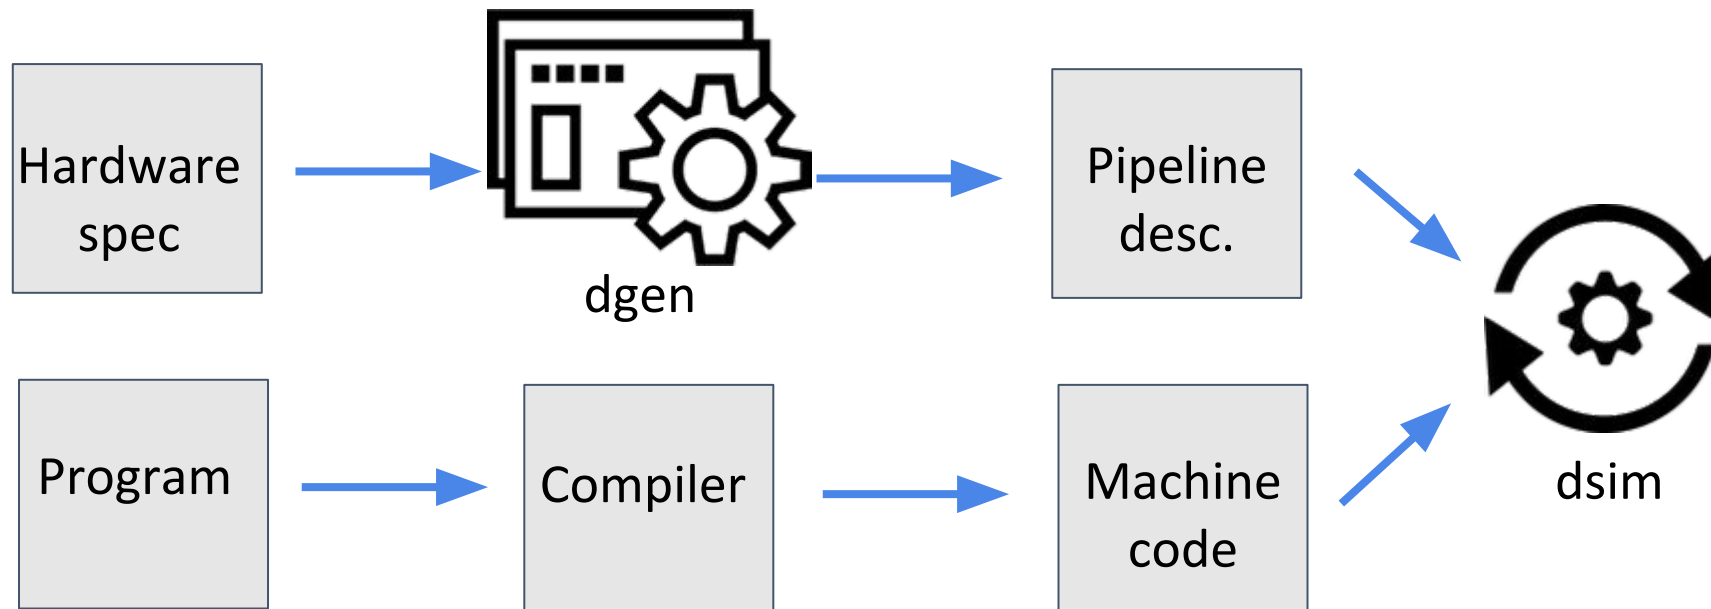 Hardware
spec
dgen
Pipeline
desc.
Program
Compiler
Machine
code
dsim